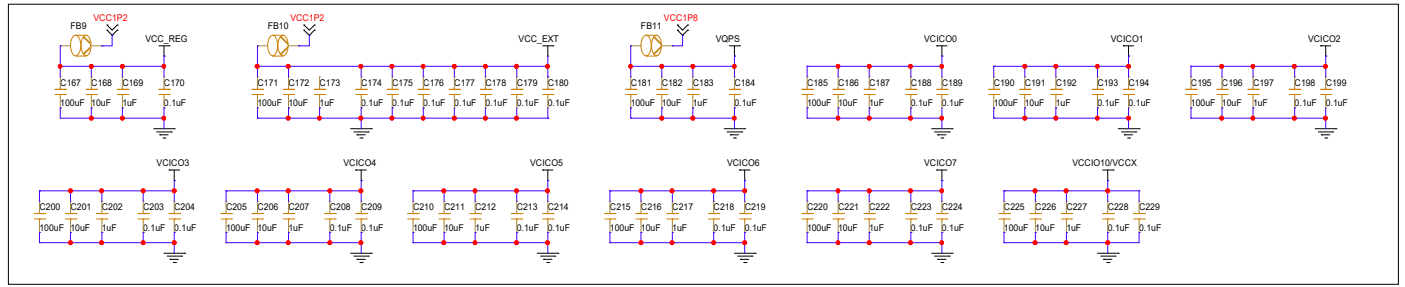 VCC1P2 VCC1P2 VCC1P8
FB9 FB10 FB11
VCC_REG VCC_EXT VQPS VCICO0 VCICO1 VCICO2
C167 C168 C169 C170 C171 C172 C173 C174 C175 C176 C177 C178 C179 C180 C181 C182 C183 C184 C185 C186 C187 C188 C189 C190 C191 C192 C193 C194 C195 C196 C197 C198 C199
100uF 10uF 1uF 0.1uF 100uF 10uF 1uF 0.1uF 0.1uF 0.1uF 0.1uF 0.1uF 0.1uF 0.1uF 100uF 10uF 1uF 0.1uF 100uF 10uF 1uF 0.1uF 0.1uF 100uF 10uF 1uF 0.1uF 0.1uF 100uF 10uF 1uF 0.1uF 0.1uF
VCICO3 VCICO4 VCICO5 VCICO6 VCICO7 VCCIO10/VCCX
C200 C201 C202 C203 C204 C205 C206 C207 C208 C209 C210 C211 C212 C213 C214 C215 C216 C217 C218 C219 C220 C221 C222 C223 C224 C225 C226 C227 C228 C229
100uF 10uF 1uF 0.1uF 0.1uF 100uF 10uF 1uF 0.1uF 0.1uF 100uF 10uF 1uF 0.1uF 0.1uF 100uF 10uF 1uF 0.1uF 0.1uF 100uF 10uF 1uF 0.1uF 0.1uF 100uF 10uF 1uF 0.1uF 0.1uF